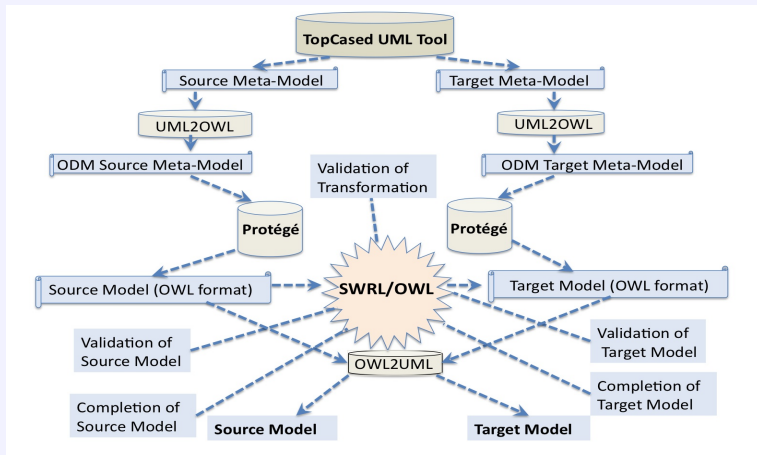 TopCased UML Tool
Source Meta-Model
Target Meta-Model
UML2OWL
UML2OWL
ODM Source Meta-Model
ODM Target Meta-Model
Validation of
Transformation
Protégé
Protégé
Source Model (OWL format)
SWRL/OWL
Target Model (OWL format)
Validation of
Source Model
Validation of
Target Model
OWL2UML
Completion of
Source Model
Completion of
Target Model
Source Model
Target Model